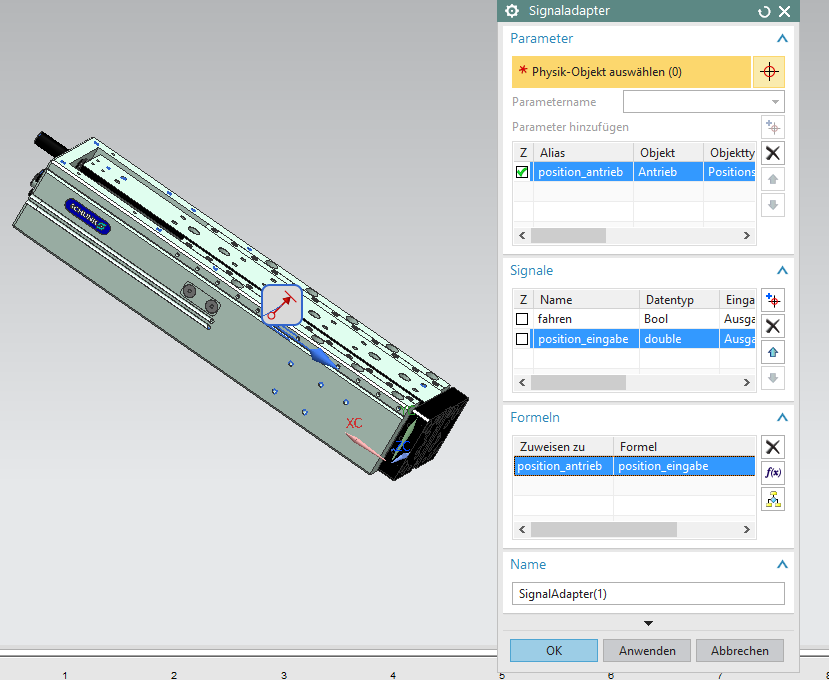 Signaladapter
Parameter
* Physik-Objekt auswählen (0)
Parametername
Parameter hinzufügen
Z Alias Objekt Objektty
position_antrieb Antrieb Positions
Signale
Z Name Datentyp Einga
fahren Bool Ausga
position_eingabe double Ausga
Formeln
Zuweisen zu Formel
position_antrieb position_eingabe
f(x)
Name
SignalAdapter(1)
OK Anwenden Abbrechen
SCHUNK
XC
ZC
1 2 3 4 5 6 7 8